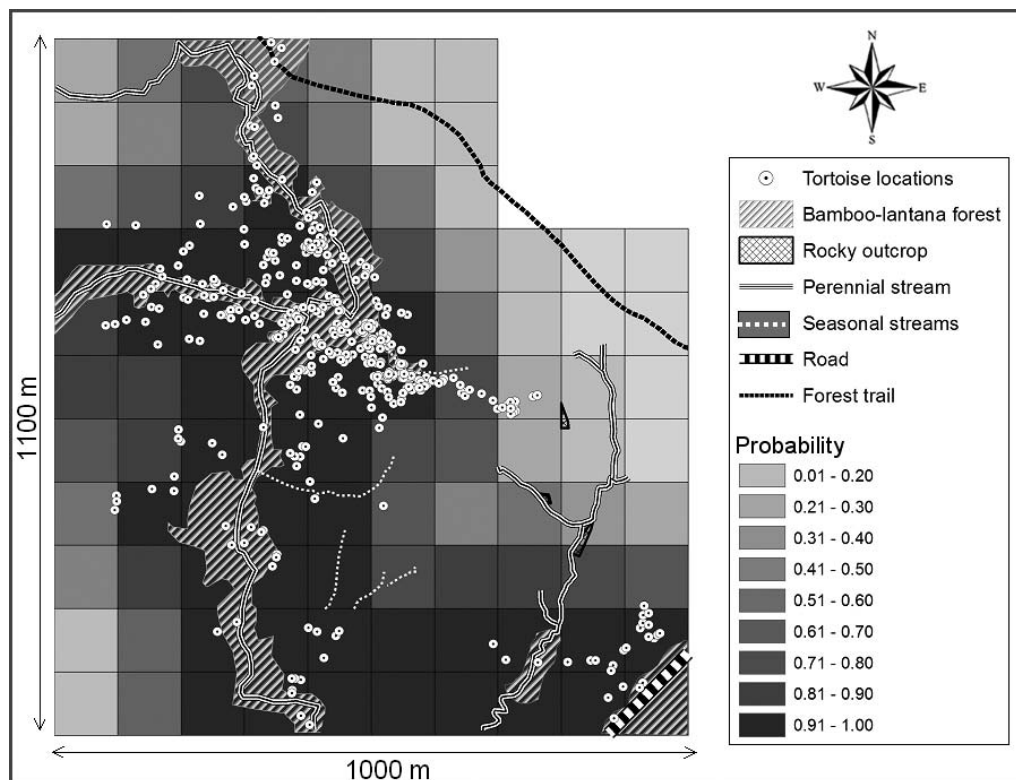 N
W
E
S
Tortoise locations
Bamboo-lantana forest
Rocky outcrop
Perennial stream
Seasonal streams
Road
Forest trail
Probability
0.01 - 0.20
0.21 - 0.30
0.31 - 0.40
0.41 - 0.50
0.51 - 0.60
0.61 - 0.70
0.71 - 0.80
0.81 - 0.90
0.91 - 1.00
1100 m
1000 m